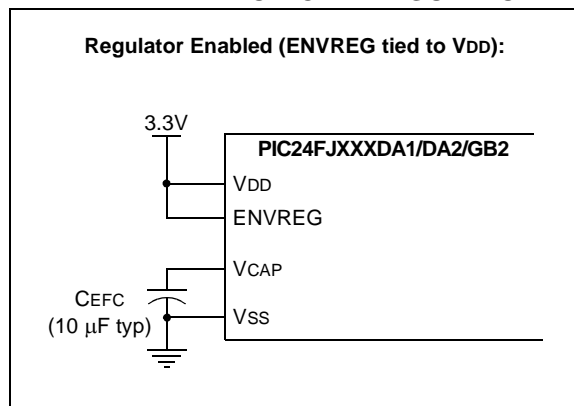 Regulator Enabled (ENVREG tied to VDD):
3.3V
PIC24FJXXXDA1/DA2/GB2
VDD
ENVREG
VCAP
CEFC
(10 μF typ)
VSS